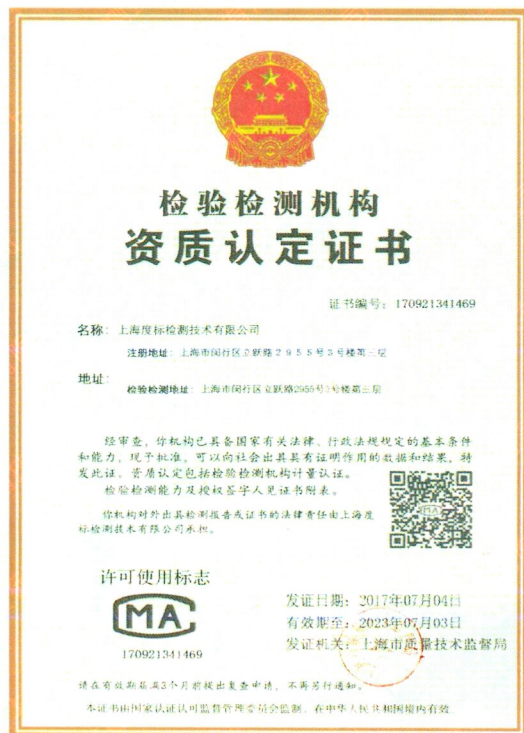 检验检测机构
资质认定证书
证书编号：170921341469
名称：上海度标检测技术有限公司
注册地址：上海市闵行区立跃路2955号3号楼第三层
地址：
检验检测地址：上海市闵行区立跃路2955号3号楼第三层
经审查，你机构已具备国家有关法律、行政法规规定的基本条件
和能力，现予批准，可以向社会出具具有证明作用的数据和结果，特
发此证。资质认定包括检验检测机构计量认证。
检验检测能力及授权签字人见证书附表。
你机构对外出具检测报告或证书的法律责任由上海度
标检测技术有限公司承担。
许可使用标志
MA
170921341469
发证日期：2017年07月04日
有效期至：2023年07月03日
发证机关：上海市质量技术监督局
请在有效期届满3个月前提出复查申请，不再另行通知。
本证书由国家认证认可监督管理委员会监制，在中华人民共和国境内有效